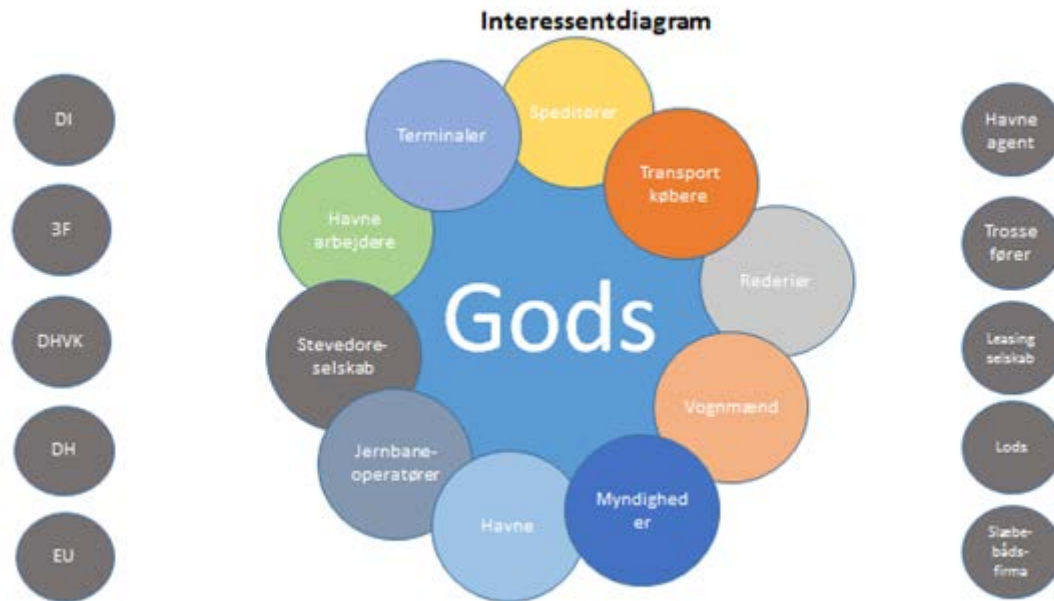 Interessentdiagram
DI
3F
DHVK
DH
EU
Speditører
Terminaler
Transport
købere
Havne
arbejdere
Rederier
Gods
Stevedore-
selskab
Vognmænd
Jernbane-
operatører
Myndighed
er
Havne
Havne
agent
Trosse
fører
Leasing
selskab
Lods
Slæbe-
båds-
firma